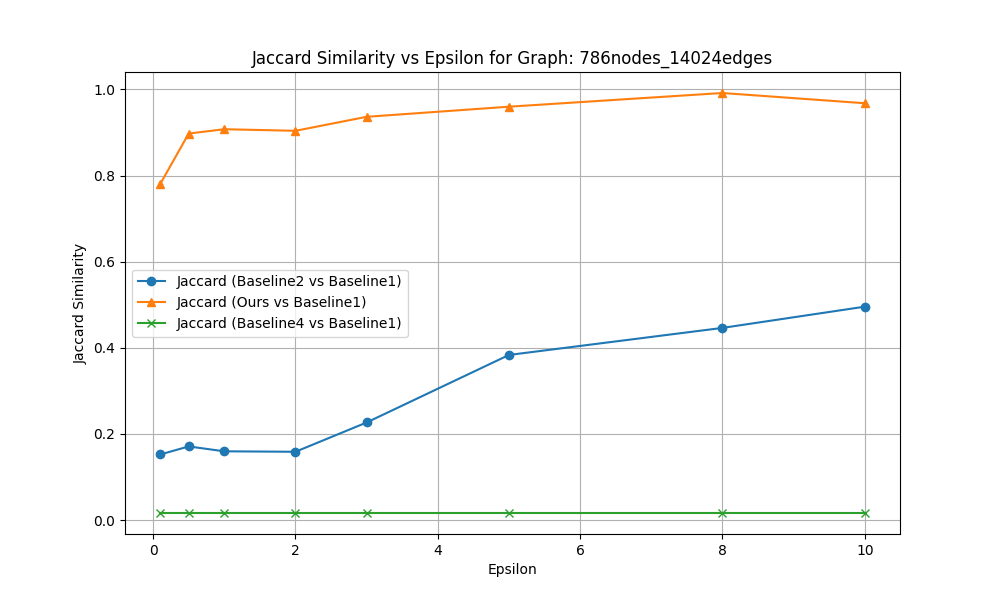 Jaccard Similarity vs Epsilon for Graph: 786nodes_14024edges
1.0
0.8
0.6
0.4
0.2
0.0
Jaccard Similarity
Jaccard (Baseline2 vs Baseline1)
Jaccard (Ours vs Baseline1)
Jaccard (Baseline4 vs Baseline1)
0 2 4 6 8 10
Epsilon